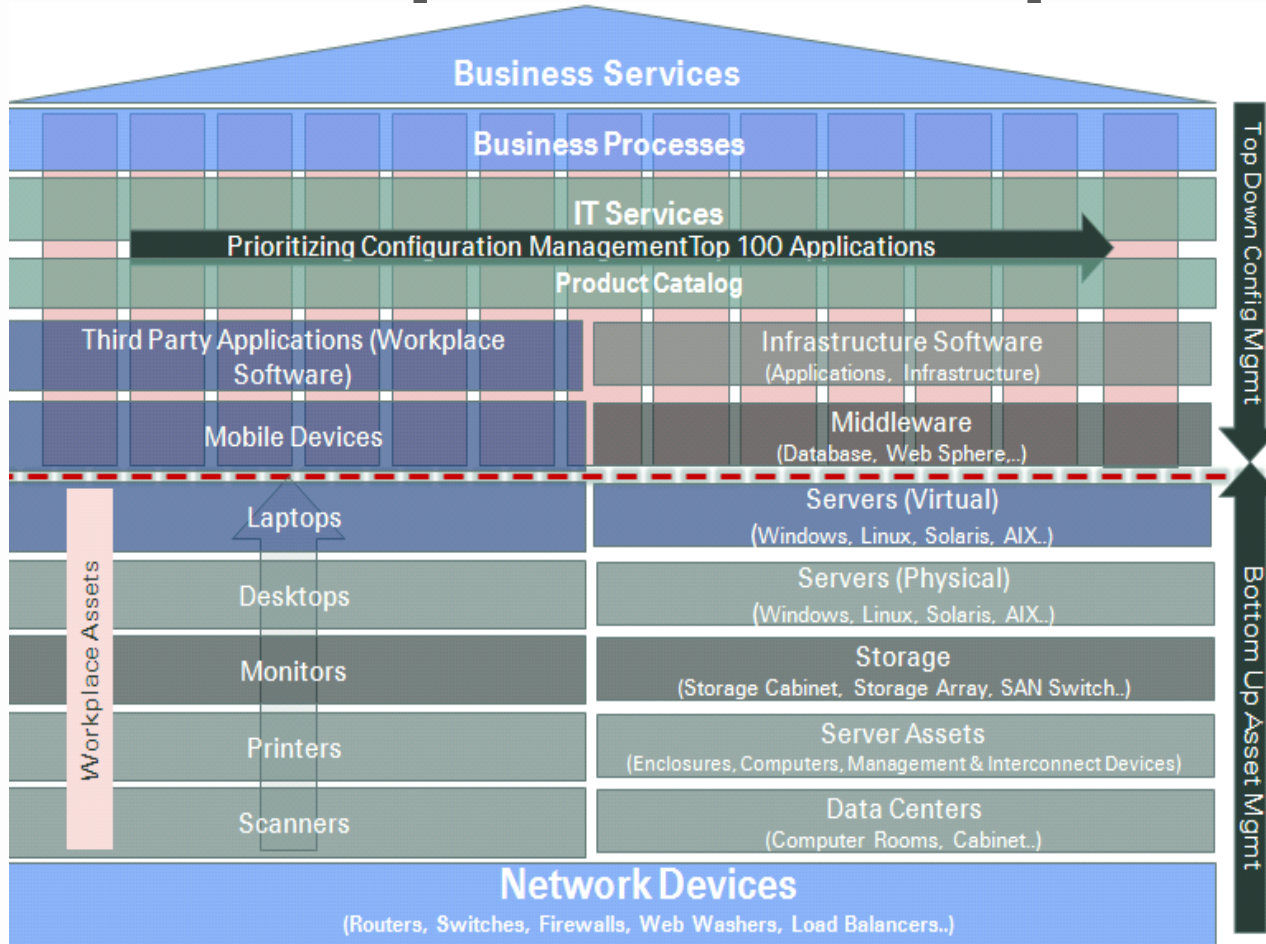 Business Services
Business Processes
IT Services
Prioritizing Configuration ManagementTop 100 Applications
Product Catalog
Third Party Applications (Workplace
Software)
Infrastructure Software
(Applications, Infrastructure)
Mobile Devices
Middleware
(Database, Web Sphere,..)
Top Down Config Mgmt
Workplace Assets
Laptops
Servers (Virtual)
(Windows, Linux, Solaris, AIX..)
Desktops
Servers (Physical)
(Windows, Linux, Solaris, AIX..)
Monitors
Storage
(Storage Cabinet, Storage Array, SAN Switch..)
Printers
Server Assets
(Enclosures, Computers, Management & Interconnect Devices)
Scanners
Data Centers
(Computer Rooms, Cabinet..)
Bottom Up Asset Mgmt
Network Devices
(Routers, Switches, Firewalls, Web Washers, Load Balancers..)